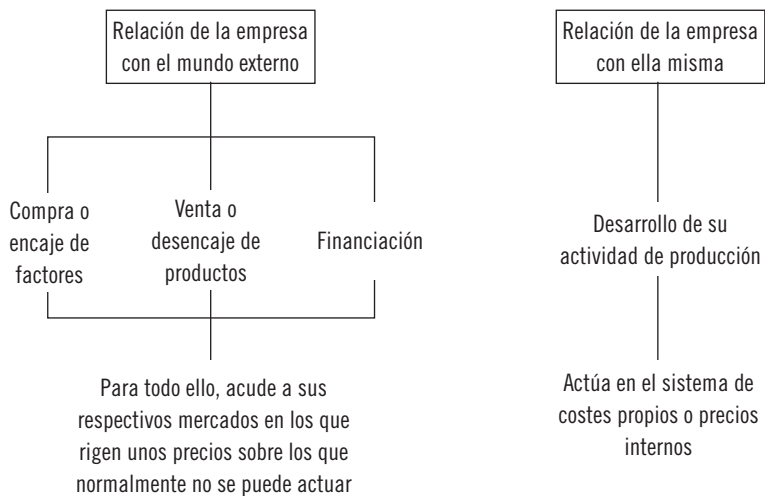 Relación de la empresa
con el mundo externo
Compra o
encaje de
factores
Venta o
desencaje de
productos
Financiación
Para todo ello, acude a sus
respectivos mercados en los que
rigen unos precios sobre los que
normalmente no se puede actuar
Relación de la empresa
con ella misma
Desarrollo de su
actividad de producción
Actúa en el sistema de
costes propios o precios
internos